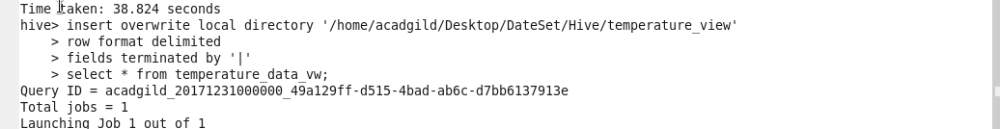 Time taken: 38.824 seconds
hive> insert overwrite local directory '/home/acadgild/Desktop/DateSet/Hive/temperature_view'
    > row format delimited
    > fields terminated by '|'
    > select * from temperature_data_vw;
Query ID = acadgild_20171231000000_49a129ff-d515-4bad-ab6c-d7bb6137913e
Total jobs = 1
Launching Job 1 out of 1